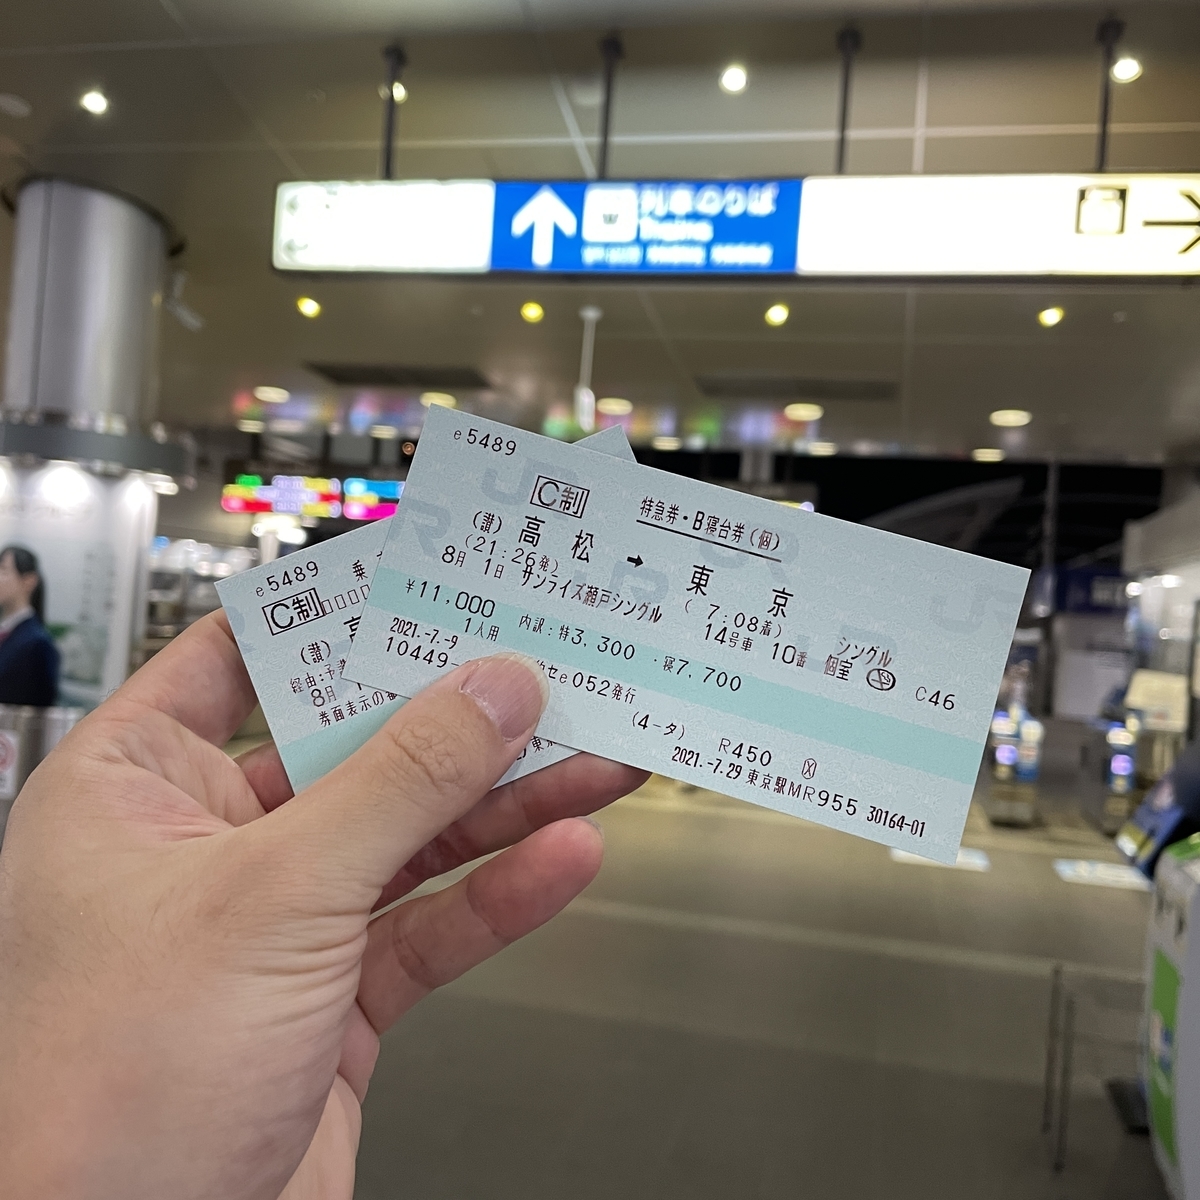 列車のりば
Trains
e5489
C制
特急券・B寝台券(個)
(讃) 高松 → 東京
(21:26発) (7:08着)
8月 1日 サンライズ瀬戸シングル 14号車 10番 シングル個室
C46
¥11,000 内訳:特3,300・寝7,700
1人用
2021.-7.-9
10449-
e052発行
(4-タ) R450
2021.-7.29 東京駅MR955 30164-01
e5489 乗
C制
(讃)
経由:予讃
8月
券面表示の